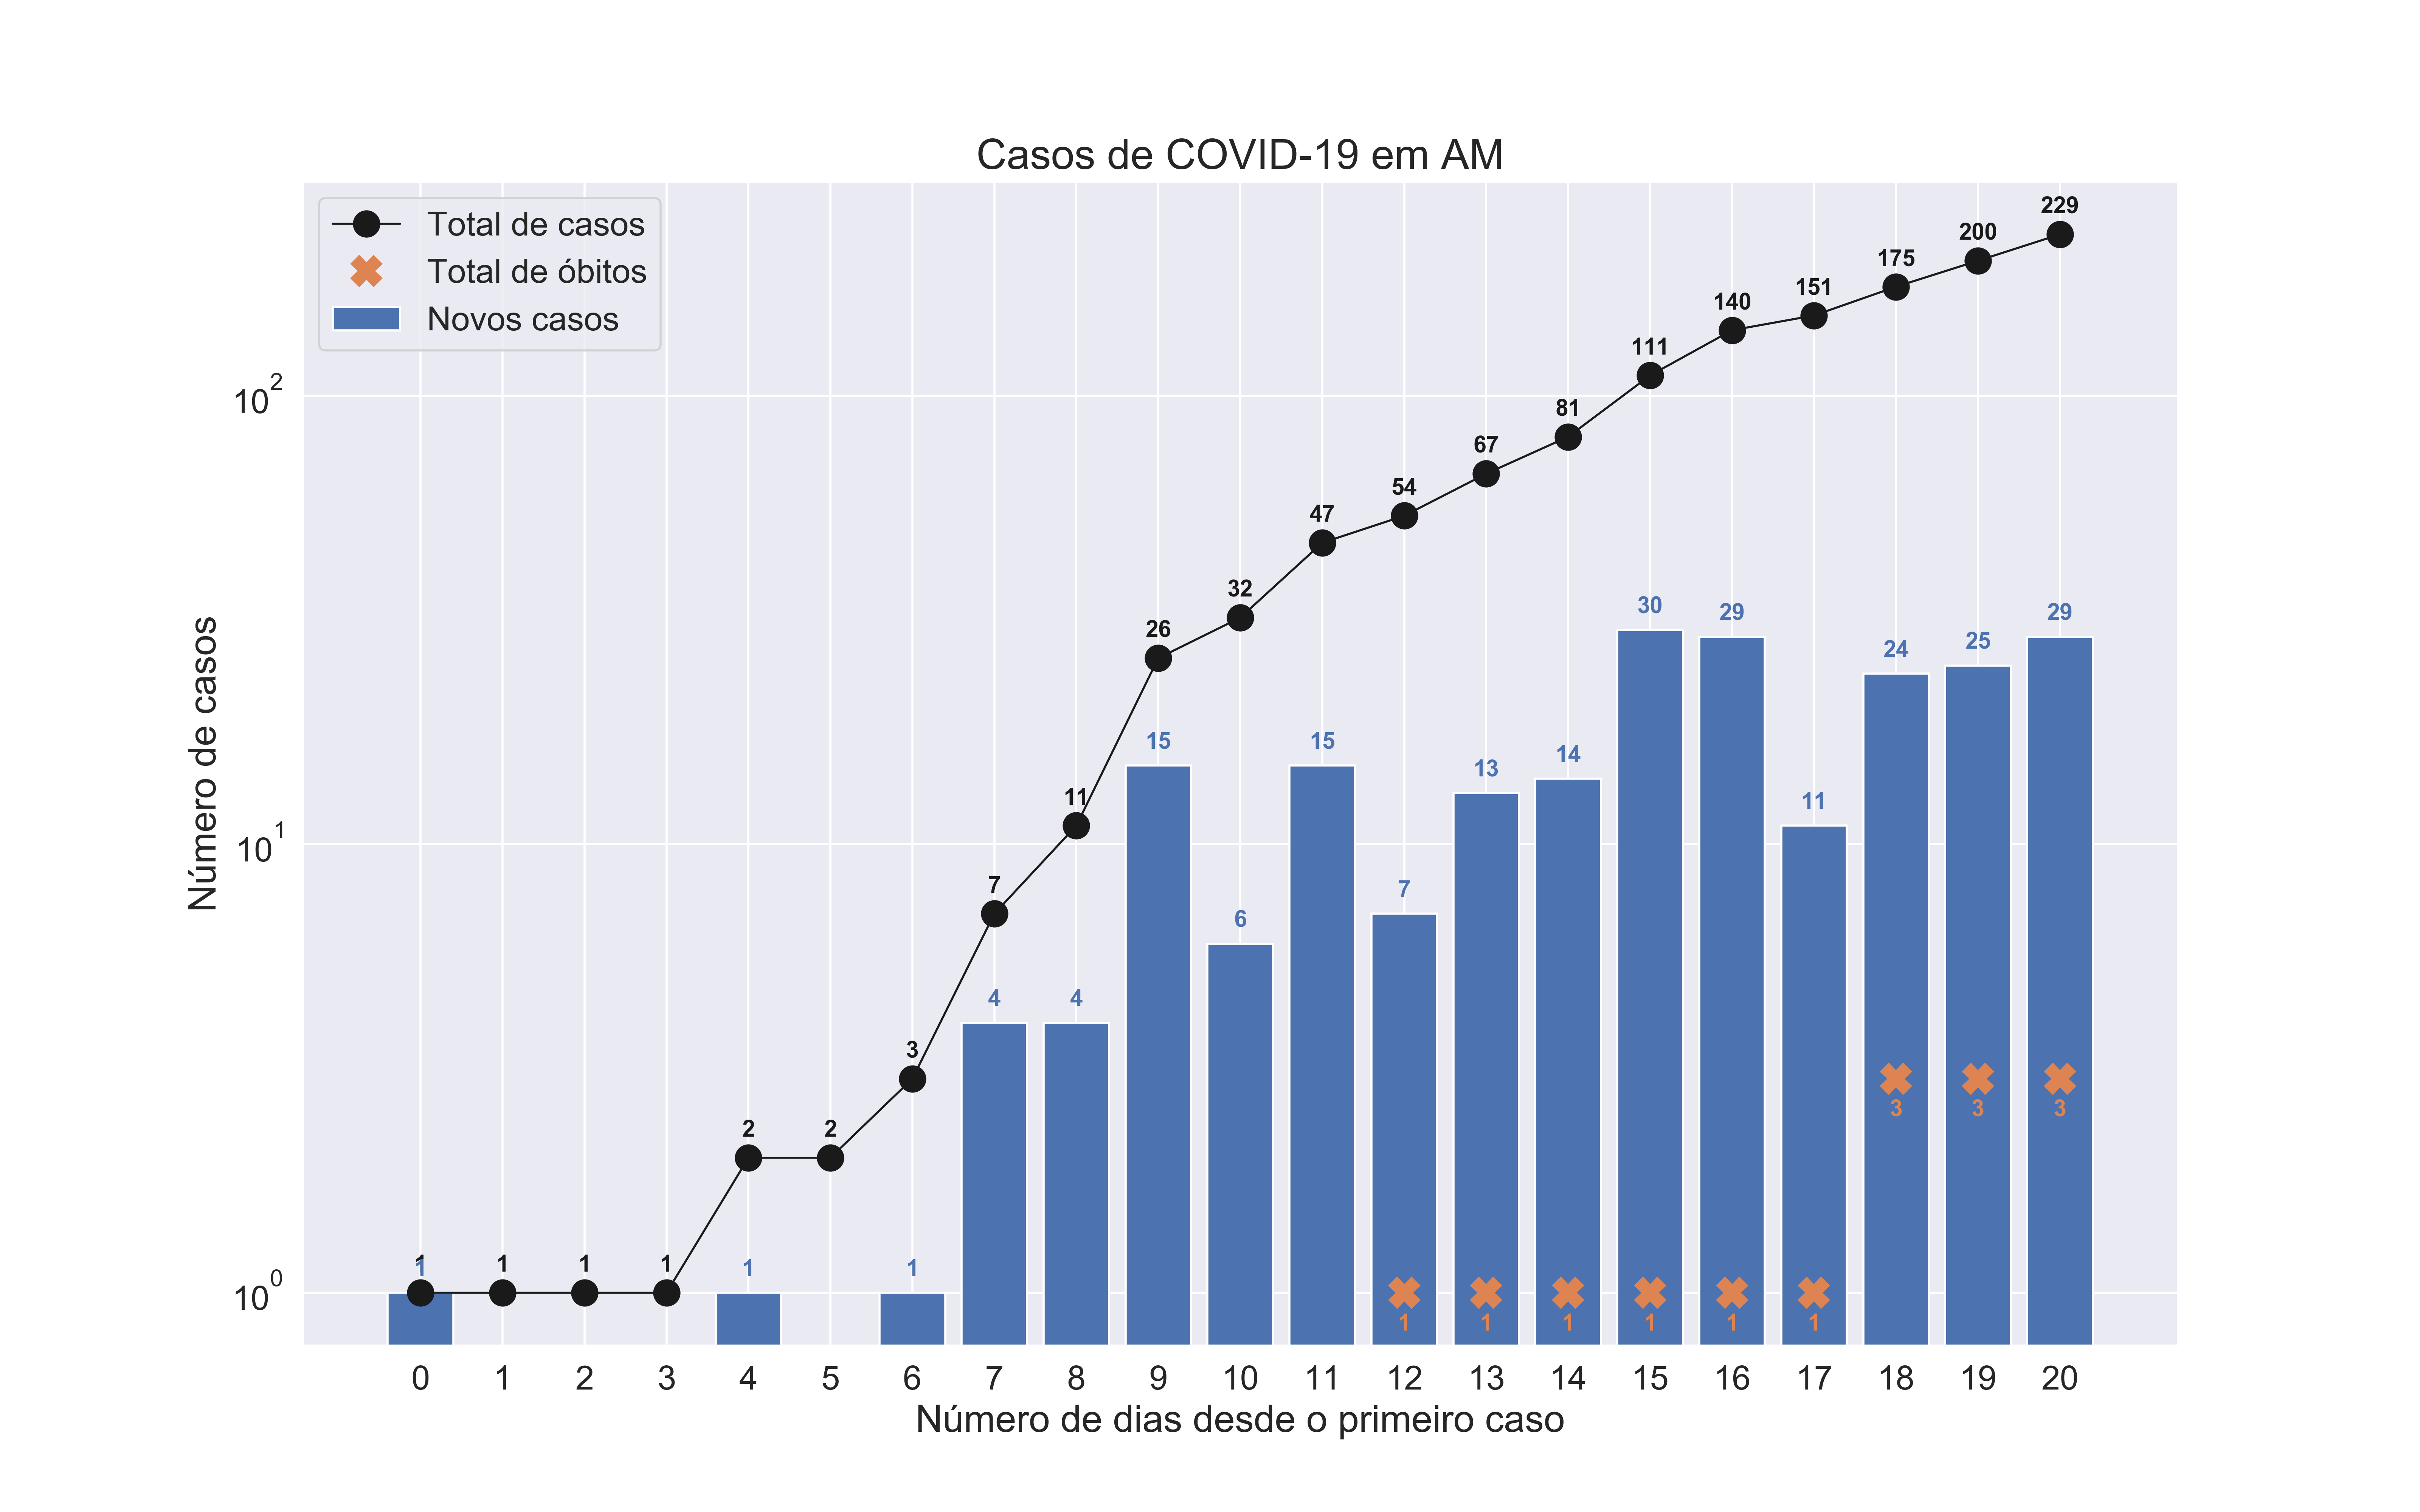 Casos de COVID-19 em AM
Total de casos
Total de óbitos
Novos casos
Número de casos
10^2
10^1
10^0
1 1 1 1 2 2 3 7 11 26 32 47 54 67 81 111 140 151 175 200 229
1 1 1 4 4 15 6 15 7 13 14 30 29 11 24 25 29
1 1 1 1 1 1 3 3 3
0 1 2 3 4 5 6 7 8 9 10 11 12 13 14 15 16 17 18 19 20
Número de dias desde o primeiro caso